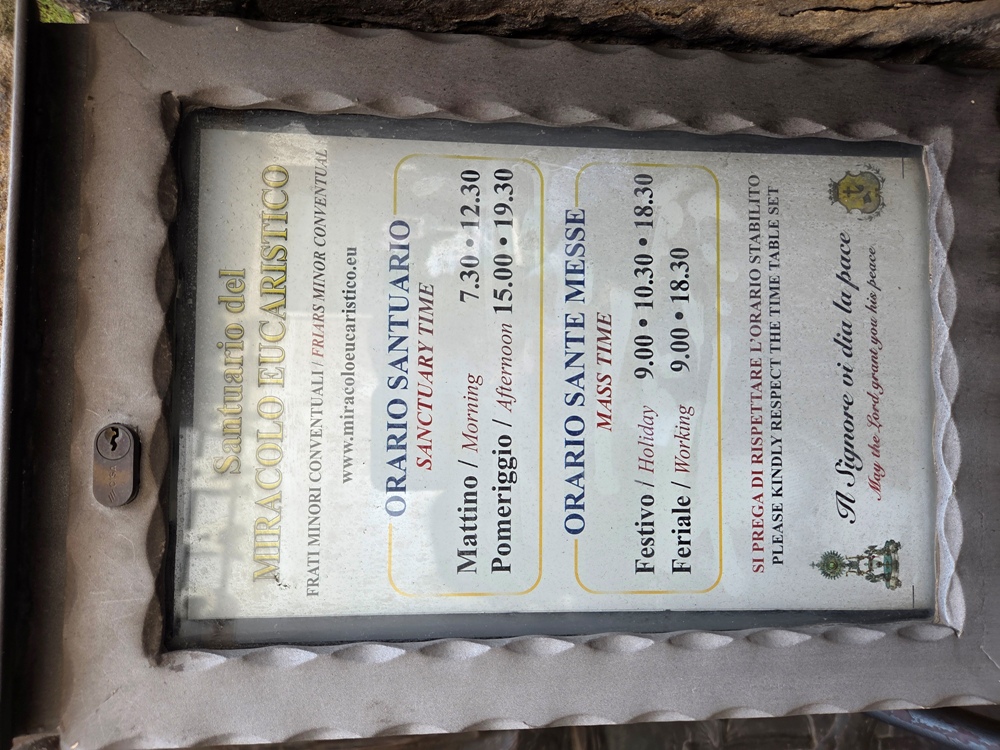 Santuario del
MIRACOLO EUCARISTICO
FRATI MINORI CONVENTUALI / FRIARS MINOR CONVENTUAL
www.miracoloeucaristico.eu
ORARIO SANTUARIO
SANCTUARY TIME
Mattino / Morning 7.30 • 12.30
Pomeriggio / Afternoon 15.00 • 19.30
ORARIO SANTE MESSE
MASS TIME
Festivo / Holiday 9.00 • 10.30 • 18.30
Feriale / Working 9.00 • 18.30
SI PREGA DI RISPETTARE L'ORARIO STABILITO
PLEASE KINDLY RESPECT THE TIME TABLE SET
Il Signore vi dia la pace
May the Lord grant you his peace